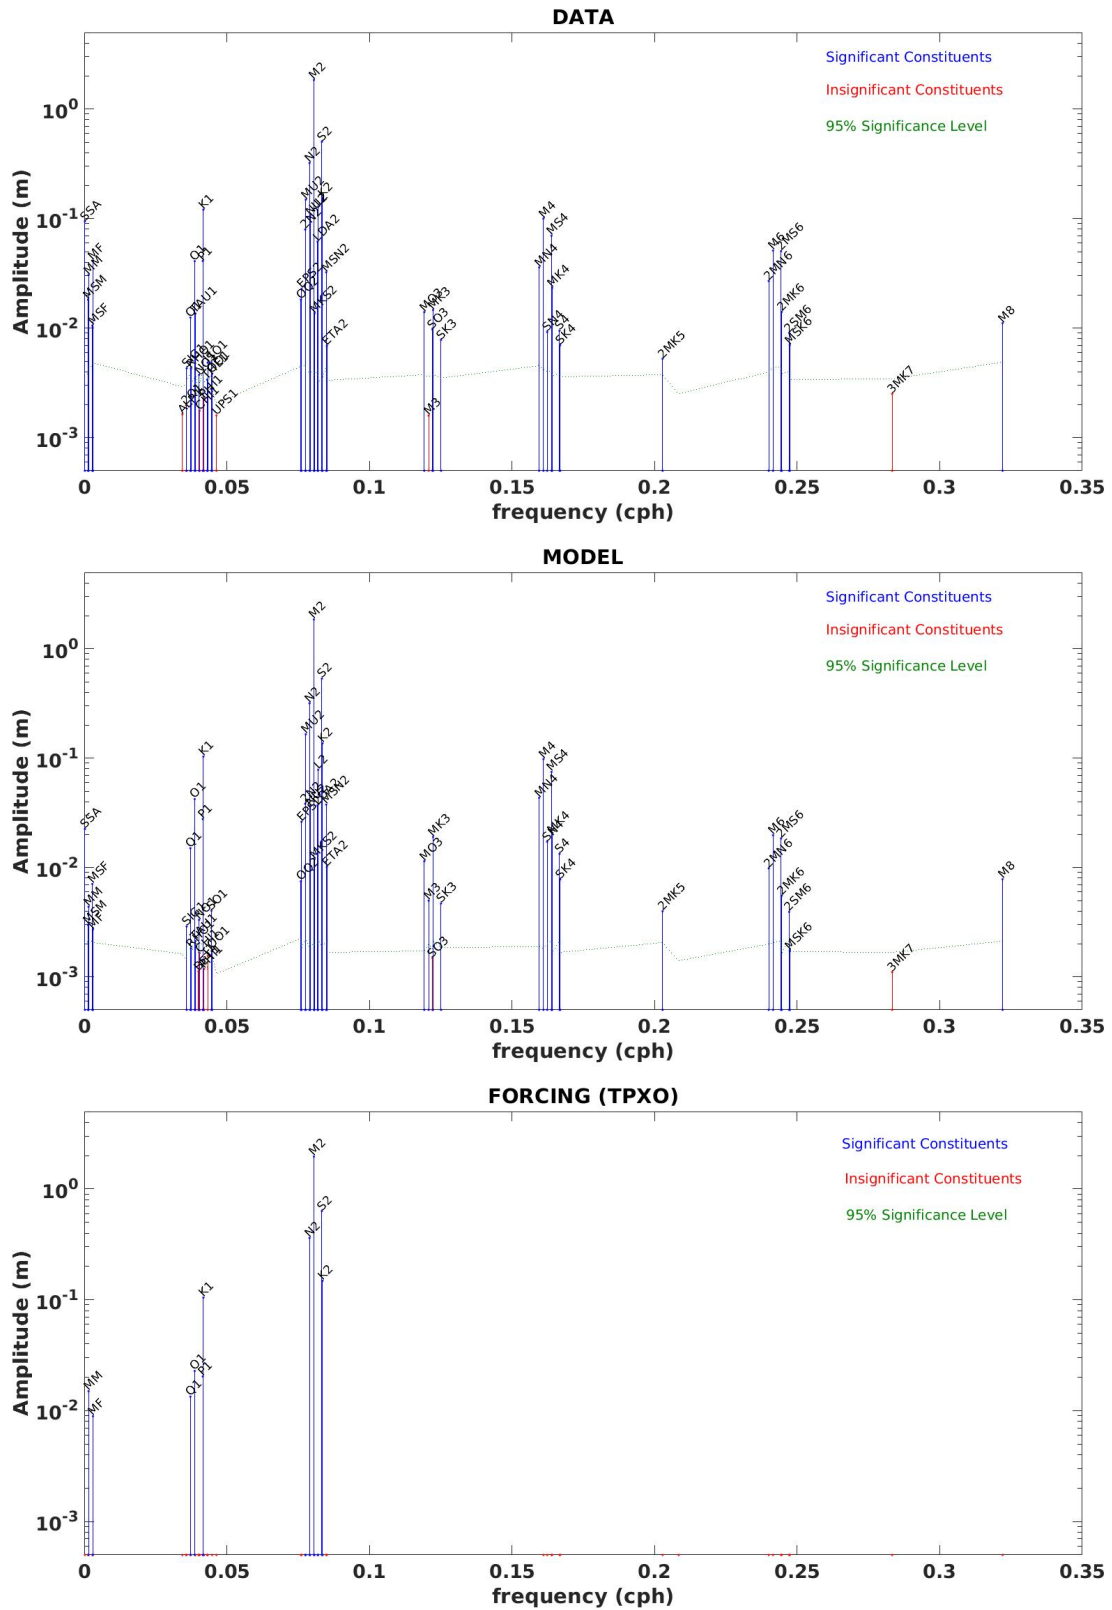 DATA
Amplitude (m)
10^0
10^-1
10^-2
10^-3
Significant Constituents
Insignificant Constituents
95% Significance Level
SSA
MF
MM
MSM
MSF
K1
O1
P1
Q1
TAU1
UPS1
M2
S2
N2
MU2
2N2
LDA2
EPS2
MSN2
OQ2
MKS2
ETA2
MO3
MK3
SO3
SK3
M3
M4
MS4
MN4
MK4
SN4
S4
SK4
2MK5
M6
2MS6
2MN6
2MK6
2SM6
MSK6
3MK7
M8
0 0.05 0.1 0.15 0.2 0.25 0.3 0.35
frequency (cph)
MODEL
Amplitude (m)
10^0
10^-1
10^-2
10^-3
Significant Constituents
Insignificant Constituents
95% Significance Level
SSA
MSF
MM
MSM
MF
K1
O1
P1
Q1
SIG1
SO1
M2
S2
N2
MU2
K2
L2
2N2
MSN2
EPS2
MKS2
ETA2
OQ2
MK3
MO3
M3
SK3
SO3
M4
MS4
MN4
MK4
SN4
S4
SK4
2MK5
M6
2MS6
2MN6
2MK6
2SM6
MSK6
3MK7
M8
0 0.05 0.1 0.15 0.2 0.25 0.3 0.35
frequency (cph)
FORCING (TPXO)
Amplitude (m)
10^0
10^-1
10^-2
10^-3
Significant Constituents
Insignificant Constituents
95% Significance Level
MM
MF
K1
O1
P1
Q1
M2
S2
N2
K2
0 0.05 0.1 0.15 0.2 0.25 0.3 0.35
frequency (cph)